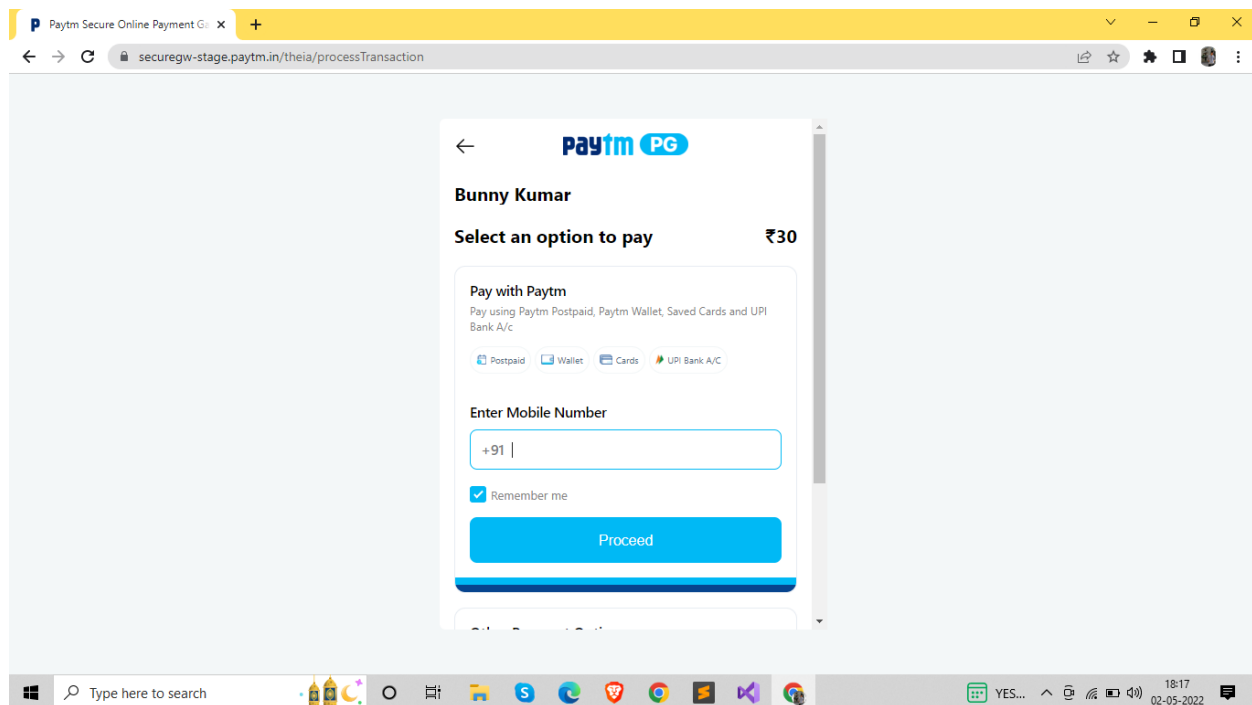 Paytm Secure Online Payment Ga
securegw-stage.paytm.in/theia/processTransaction
paytm PG
Bunny Kumar
Select an option to pay ₹30
Pay with Paytm
Pay using Paytm Postpaid, Paytm Wallet, Saved Cards and UPI
Bank A/c
Postpaid Wallet Cards UPI Bank A/C
Enter Mobile Number
+91
Remember me
Proceed
Type here to search
YES...
18:17
02-05-2022